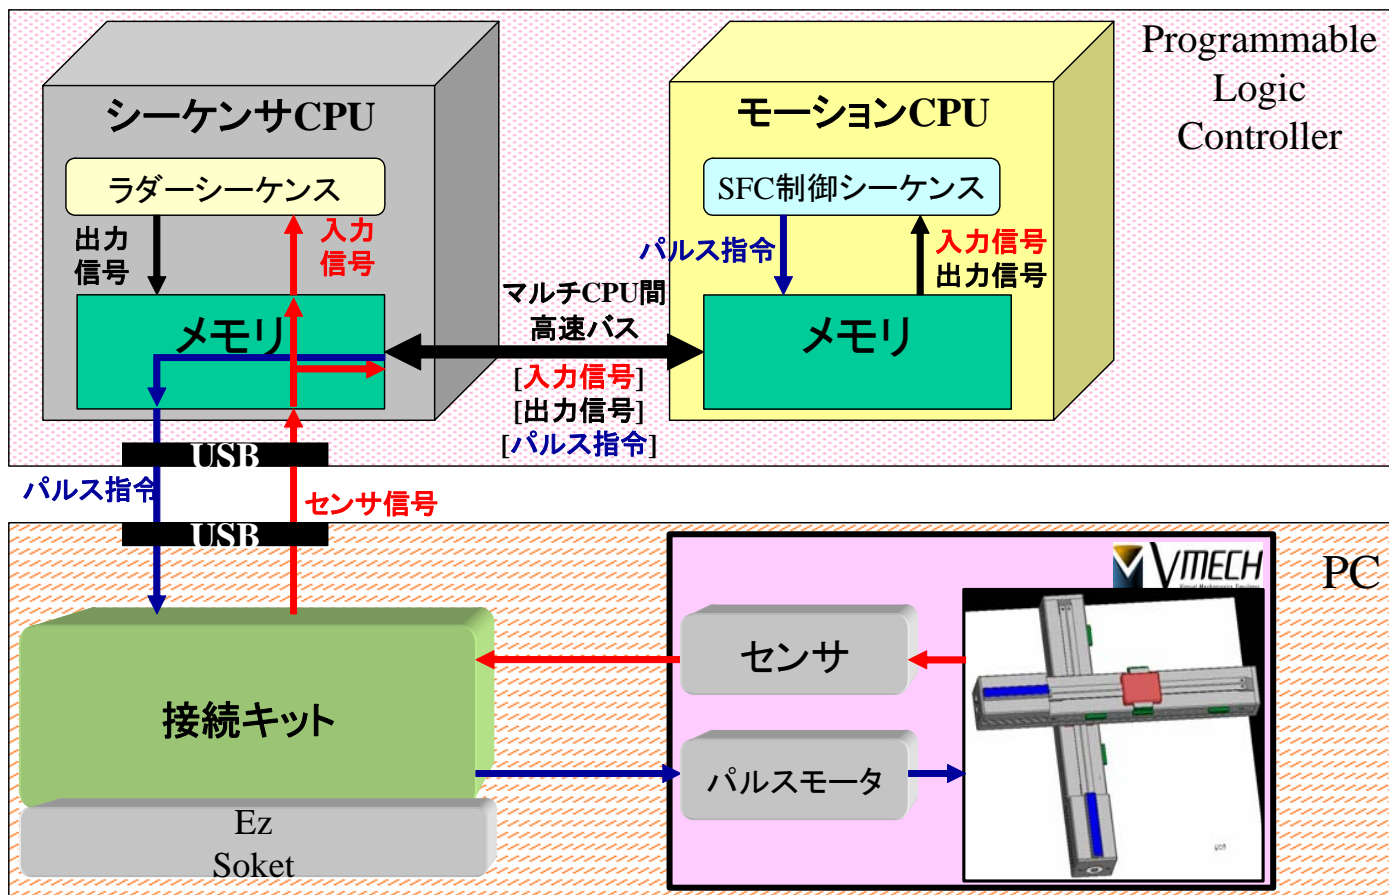 Programmable
Logic
Controller
シーケンサCPU
モーションCPU
ラダーシーケンス
SFC制御シーケンス
出力
信号
入力
信号
パルス指令
入力信号
出力信号
メモリ
マルチCPU間
高速バス
メモリ
[入力信号]
[出力信号]
[パルス指令]
USB
パルス指令
センサ信号
USB
PC
VMECH
Virtual Mechatronics Simulator
センサ
接続キット
パルスモータ
Ez
Soket